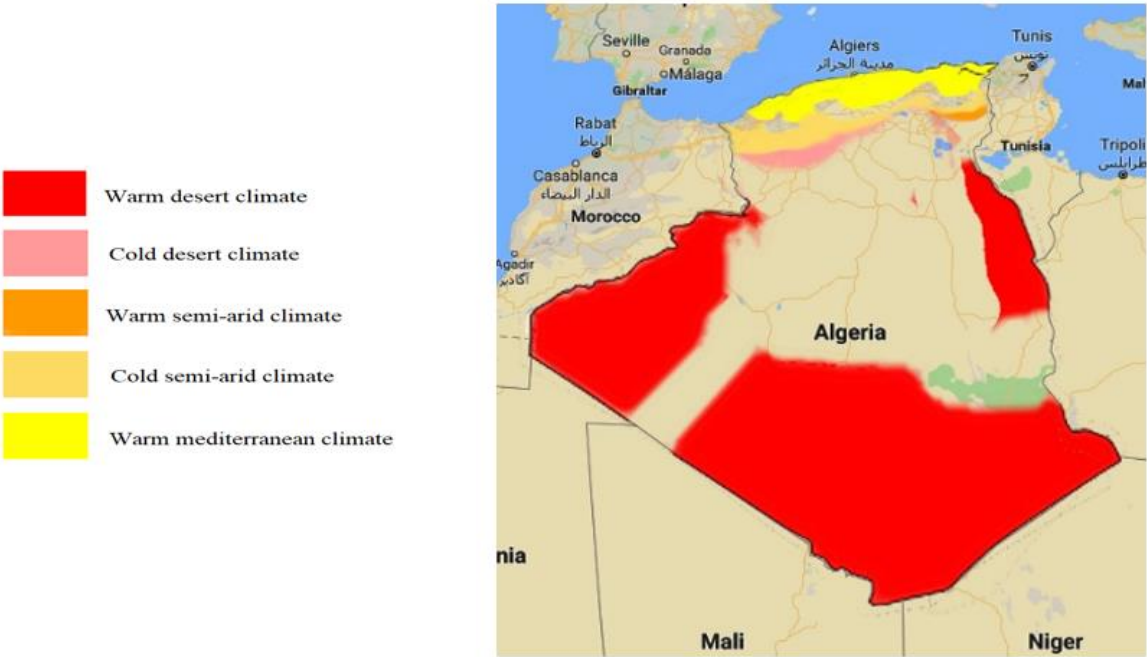 Warm desert climate
Cold desert climate
Warm semi-arid climate
Cold semi-arid climate
Warm mediterranean climate
Seville
Granada
Málaga
Gibraltar
Algiers
مدينة الجزائر
Tunis
تونس
Mal
Rabat
الرباط
Casablanca
الدار البيضاء
Morocco
Tunisia
Tripoli
طرابلس
Agadir
أكادير
Algeria
nia
Mali
Niger